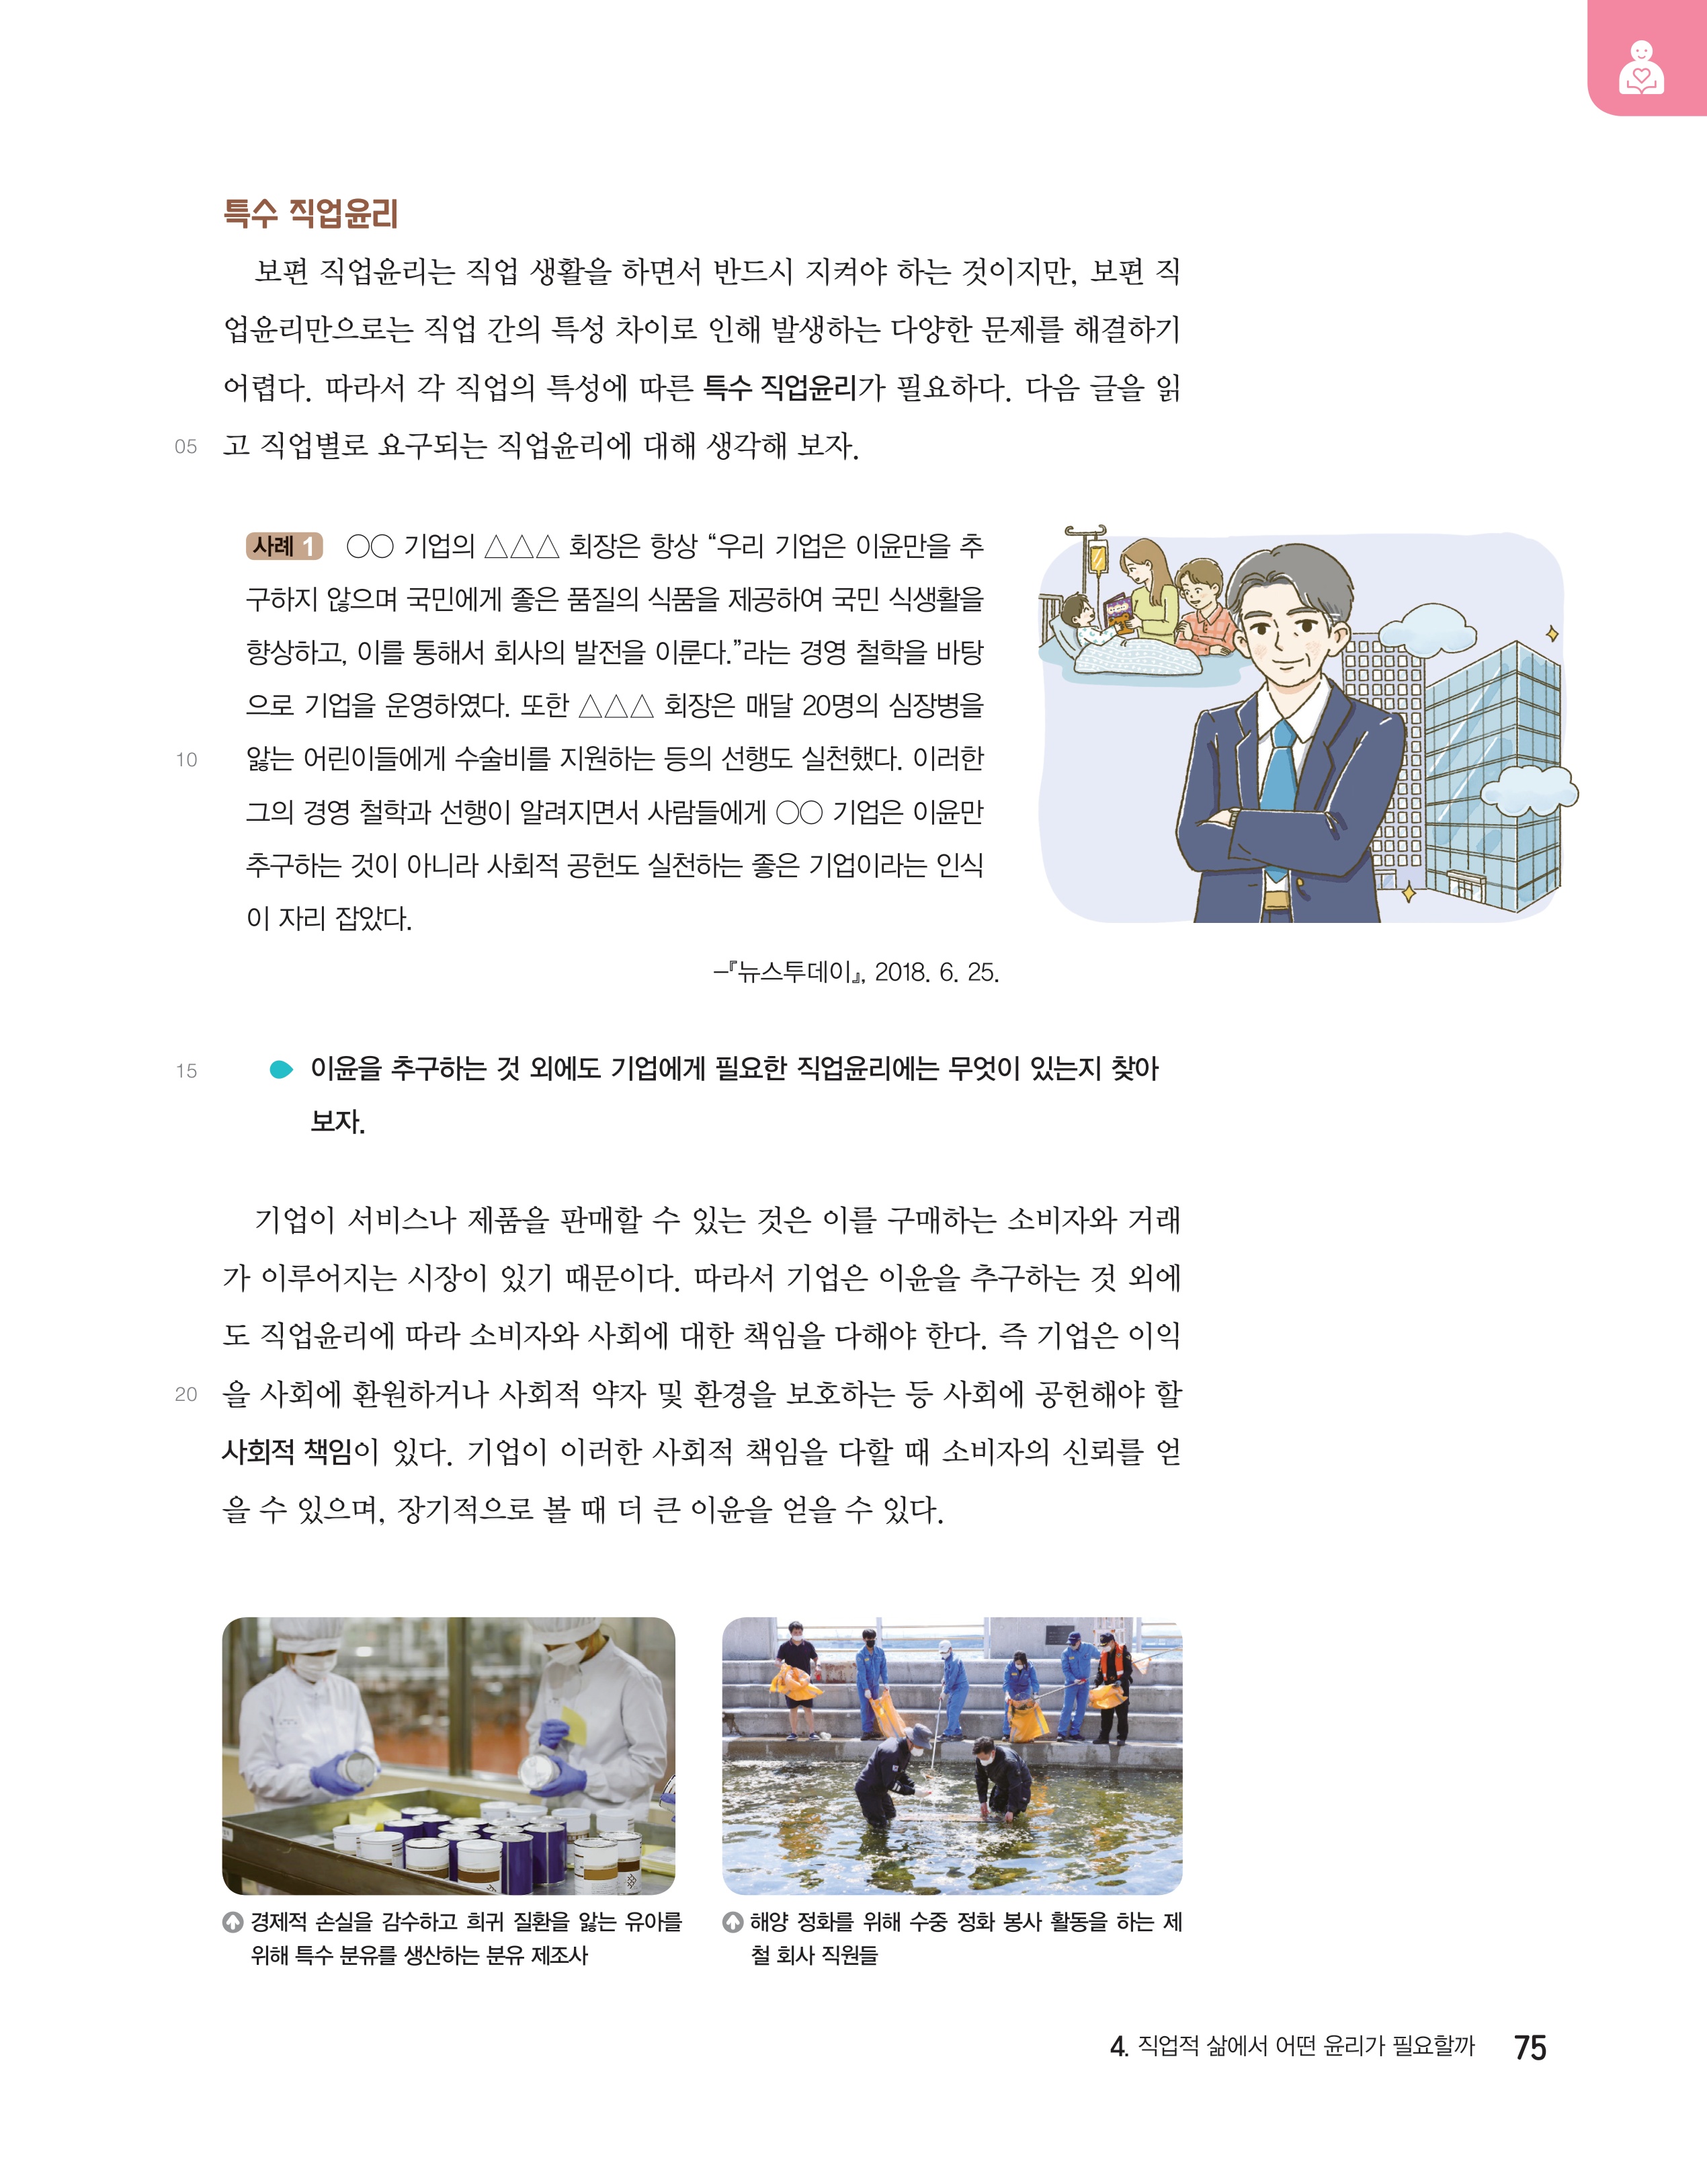 특수 직업윤리
보편 직업윤리는 직업 생활을 하면서 반드시 지켜야 하는 것이지만, 보편 직
업윤리만으로는 직업 간의 특성 차이로 인해 발생하는 다양한 문제를 해결하기
어렵다. 따라서 각 직업의 특성에 따른 특수 직업윤리가 필요하다. 다음 글을 읽
05 고 직업별로 요구되는 직업윤리에 대해 생각해 보자.
사례 1 ○○ 기업의 △△△ 회장은 항상 “우리 기업은 이윤만을 추
구하지 않으며 국민에게 좋은 품질의 식품을 제공하여 국민 식생활을
향상하고, 이를 통해서 회사의 발전을 이룬다.”라는 경영 철학을 바탕
으로 기업을 운영하였다. 또한 △△△ 회장은 매달 20명의 심장병을
10 앓는 어린이들에게 수술비를 지원하는 등의 선행도 실천했다. 이러한
그의 경영 철학과 선행이 알려지면서 사람들에게 ○○ 기업은 이윤만
추구하는 것이 아니라 사회적 공헌도 실천하는 좋은 기업이라는 인식
이 자리 잡았다.
–『뉴스투데이』, 2018. 6. 25.
15 이윤을 추구하는 것 외에도 기업에게 필요한 직업윤리에는 무엇이 있는지 찾아
보자.
기업이 서비스나 제품을 판매할 수 있는 것은 이를 구매하는 소비자와 거래
가 이루어지는 시장이 있기 때문이다. 따라서 기업은 이윤을 추구하는 것 외에
도 직업윤리에 따라 소비자와 사회에 대한 책임을 다해야 한다. 즉 기업은 이익
20 을 사회에 환원하거나 사회적 약자 및 환경을 보호하는 등 사회에 공헌해야 할
사회적 책임이 있다. 기업이 이러한 사회적 책임을 다할 때 소비자의 신뢰를 얻
을 수 있으며, 장기적으로 볼 때 더 큰 이윤을 얻을 수 있다.
경제적 손실을 감수하고 희귀 질환을 앓는 유아를
위해 특수 분유를 생산하는 분유 제조사
해양 정화를 위해 수중 정화 봉사 활동을 하는 제
철 회사 직원들
4. 직업적 삶에서 어떤 윤리가 필요할까 75